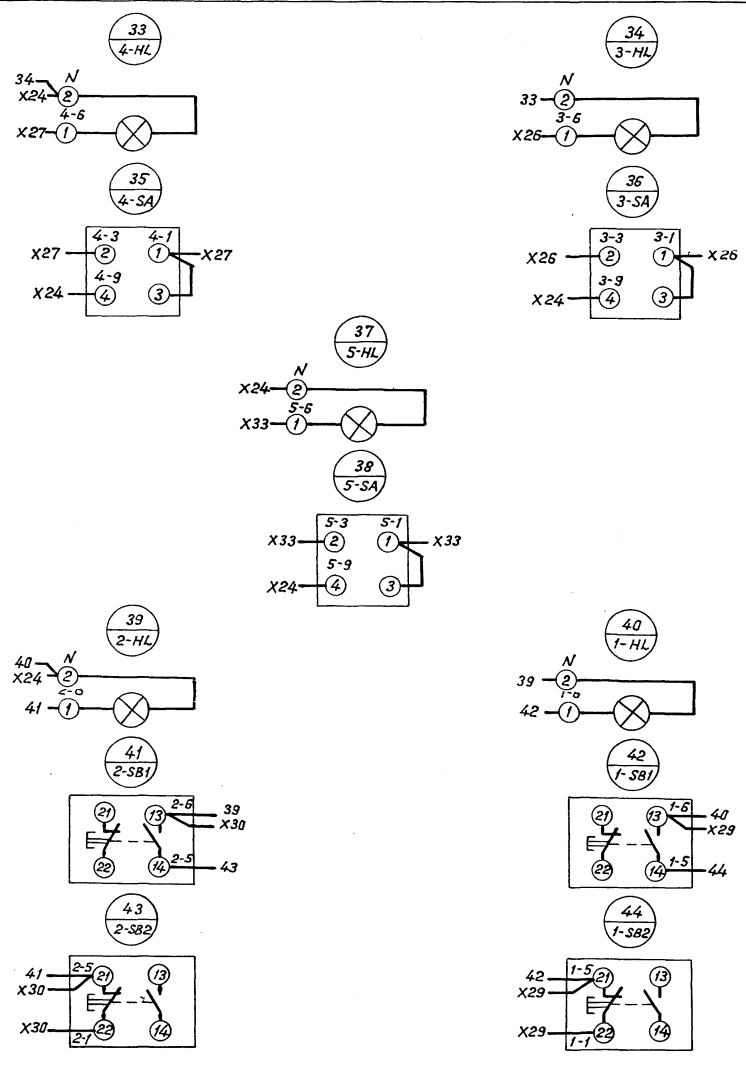 33
4-HL
34
3-HL
34
N
X24
2
4-6
X27
1
N
33
2
3-6
X26
1
35
4-SA
36
3-SA
4-3
4-1
X27
2
1
X27
4-9
X24
4
3
3-3
3-1
X26
2
1
X26
3-9
X24
4
3
37
5-HL
N
X24
2
5-6
X33
1
38
5-SA
5-3
5-1
X33
2
1
X33
5-9
X24
4
3
39
2-HL
40
1-HL
40
N
X24
2
41
1
N
39
2
42
1
41
2-SB1
42
1-SB1
21
13
2-6
39
X30
22
14
2-5
43
21
13
1-6
40
X29
22
14
1-5
44
43
2-SB2
44
1-SB2
41
2-5
21
13
X30
X30
22
14
2-1
42
1-5
21
13
X29
X29
22
14
1-1